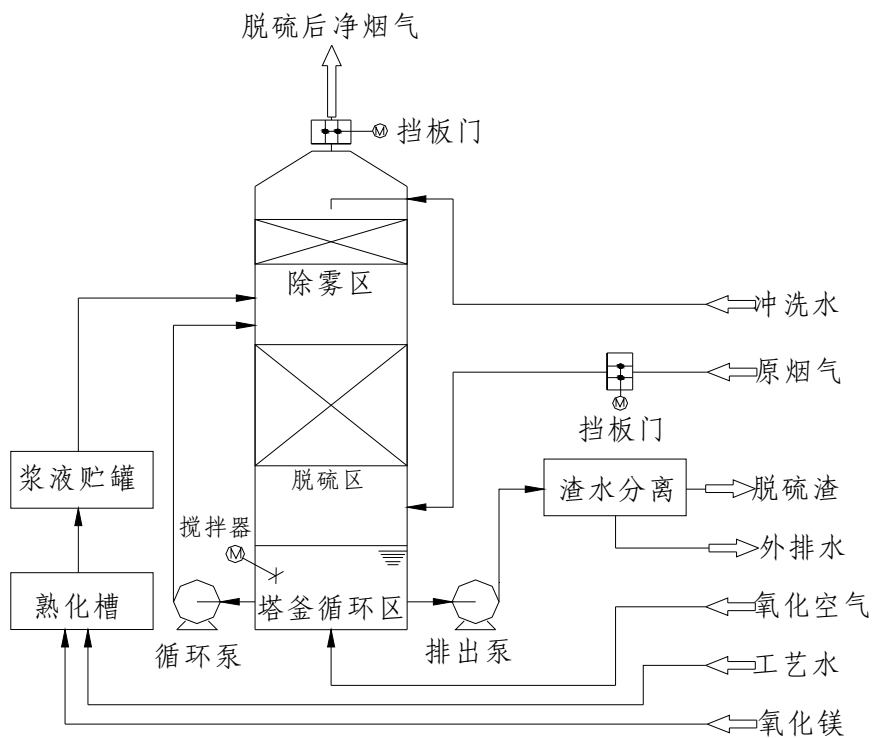 脱硫后净烟气
M
挡板门
除雾区
冲洗水
原烟气
M
挡板门
浆液贮罐
脱硫区
渣水分离
脱硫渣
搅拌器
M
外排水
熟化槽
塔釜循环区
氧化空气
循环泵
排出泵
工艺水
氧化镁